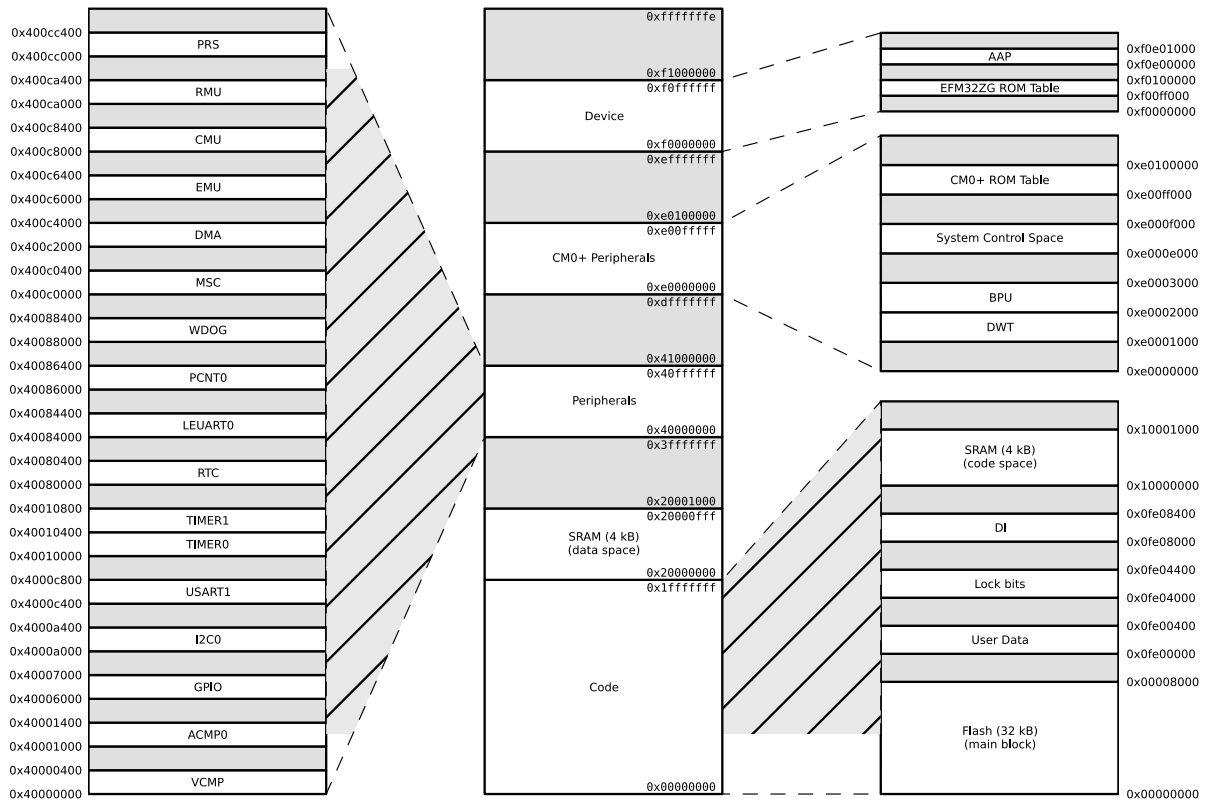 0x400cc400
PRS
0x400cc000
0x400ca400
RMU
0x400ca000
0x400c8400
CMU
0x400c8000
0x400c6400
EMU
0x400c6000
0x400c4000
DMA
0x400c2000
0x400c0400
MSC
0x400c0000
0x40088400
WDOG
0x40088000
0x40086400
PCNT0
0x40086000
0x40084400
LEUART0
0x40084000
0x40080400
RTC
0x40080000
0x40010800
TIMER1
0x40010400
TIMER0
0x40010000
0x4000c800
USART1
0x4000c400
0x4000a400
I2C0
0x4000a000
0x40007000
GPIO
0x40006000
0x40001400
ACMP0
0x40001000
0x40000400
VCMP
0x40000000
0xfffffffe
0xf1000000
0xf0ffffff
Device
0xf0000000
0xefffffff
0xe0100000
0xe00fffff
CM0+ Peripherals
0xe0000000
0xdfffffff
0x41000000
0x40ffffff
Peripherals
0x40000000
0x3fffffff
0x20001000
0x20000fff
SRAM (4 kB)
(data space)
0x20000000
0x1fffffff
Code
0x00000000
0xf0e01000
AAP
0xf0e00000
0xf0100000
EFM32ZG ROM Table
0xf00ff000
0xf0000000
0xe0100000
CM0+ ROM Table
0xe00ff000
0xe000f000
System Control Space
0xe000e000
0xe0003000
BPU
0xe0002000
DWT
0xe0001000
0xe0000000
0x10001000
SRAM (4 kB)
(code space)
0x10000000
0x0fe08400
DI
0x0fe08000
0x0fe04400
Lock bits
0x0fe04000
0x0fe00400
User Data
0x0fe00000
0x00008000
Flash (32 kB)
(main block)
0x00000000